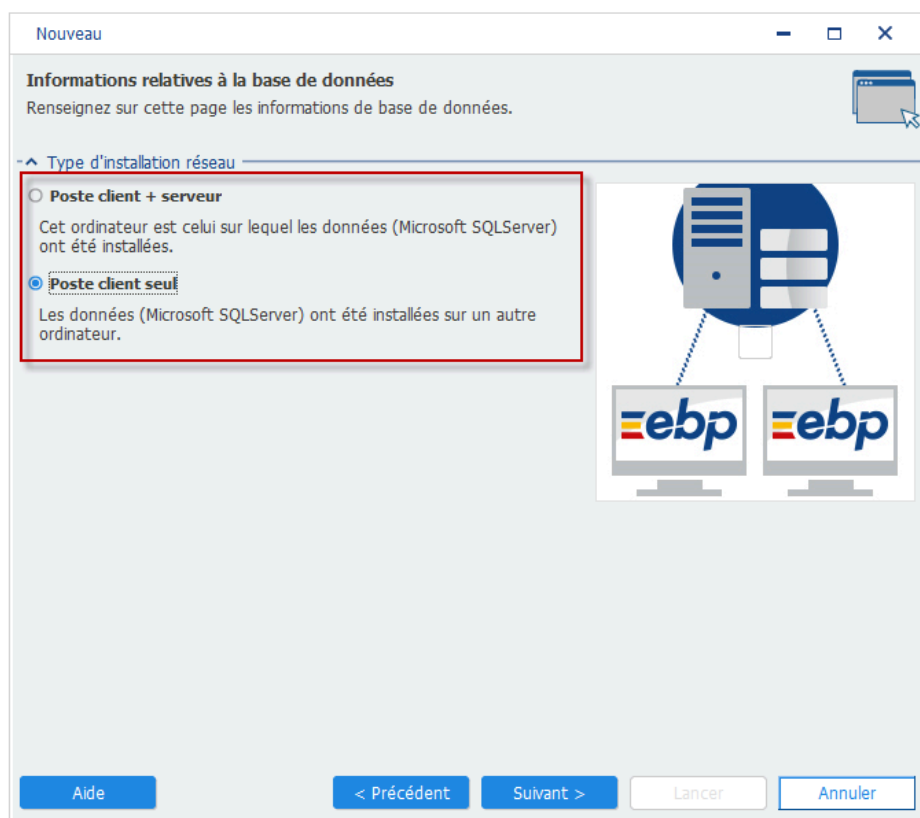 Nouveau
Informations relatives à la base de données
Renseignez sur cette page les informations de base de données.
Type d'installation réseau
Poste client + serveur
Cet ordinateur est celui sur lequel les données (Microsoft SQLServer)
ont été installées.
Poste client seul
Les données (Microsoft SQLServer) ont été installées sur un autre
ordinateur.
ebp
ebp
Aide
< Précédent
Suivant >
Lancer
Annuler